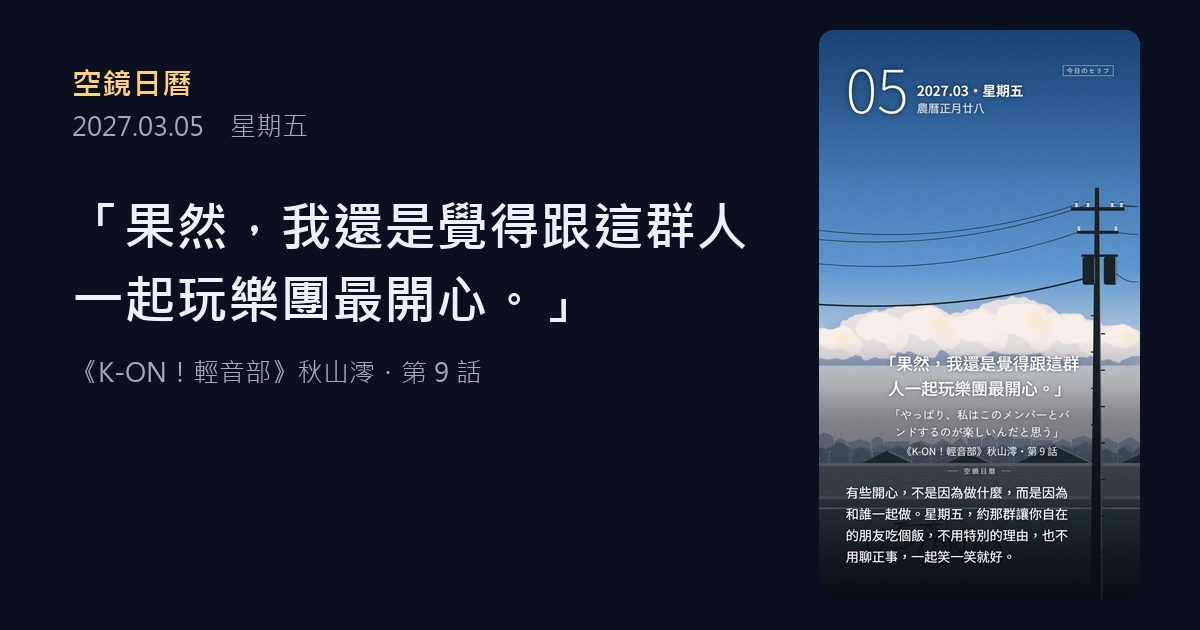 空鏡日曆
2027.03.05　星期五
「果然，我還是覺得跟這群人
一起玩樂團最開心。」
《K-ON！輕音部》秋山澪．第 9 話
05
2027.03・星期五
農曆正月廿八
今日のセリフ
「果然，我還是覺得跟這群
人一起玩樂團最開心。」
「やっぱり、私はこのメンバーとバ
ンドするのが楽しいんだと思う」
《K-ON！輕音部》秋山澪・第 9 話
— 空鏡日曆 —
有些開心，不是因為做什麼，而是因為
和誰一起做。星期五，約那群讓你自在
的朋友吃個飯，不用特別的理由，也不
用聊正事，一起笑一笑就好。